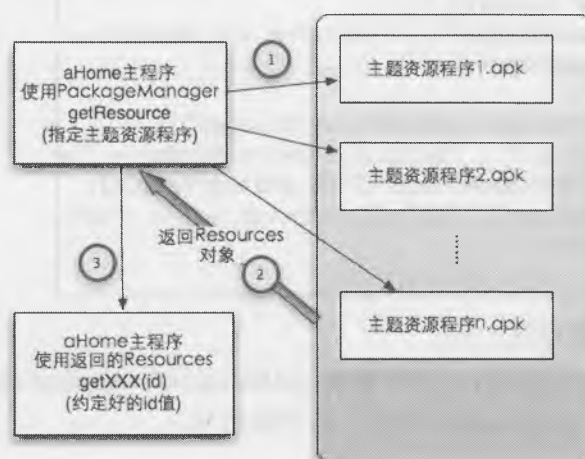 aHome主程序
使用PackageManager
getResource
(指定主题资源程序)
1
主题资源程序1.apk
主题资源程序2.apk
返回Resources
对象
2
3
主题资源程序n.apk
aHome主程序
使用返回的Resources
getXXX(id)
(约定好的id值)